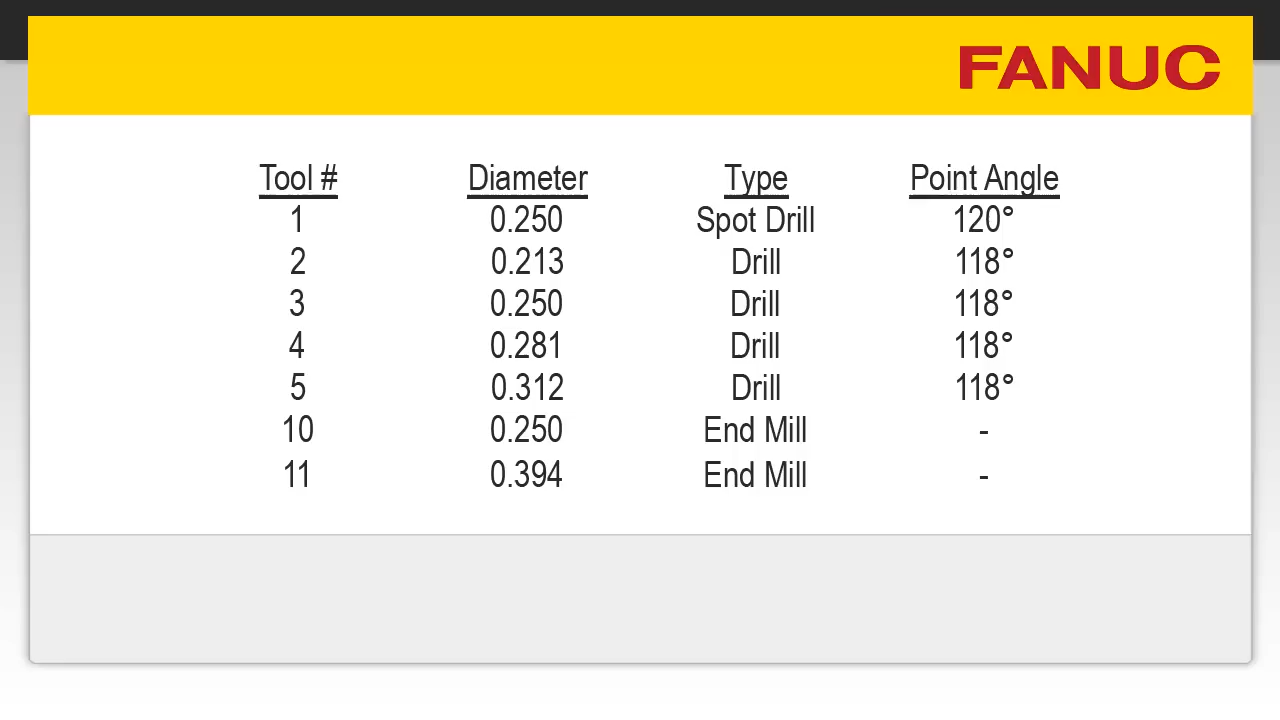 FANUC
Tool # Diameter Type Point Angle
1 0.250 Spot Drill 120°
2 0.213 Drill 118°
3 0.250 Drill 118°
4 0.281 Drill 118°
5 0.312 Drill 118°
10 0.250 End Mill -
11 0.394 End Mill -